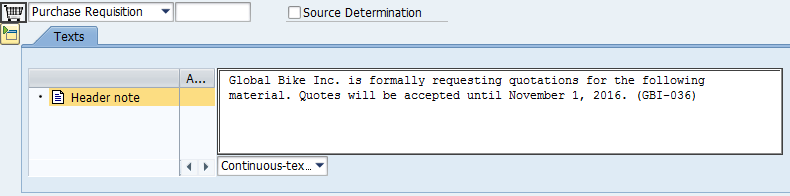 Purchase Requisition
Source Determination
Texts
A...
Header note
Global Bike Inc. is formally requesting quotations for the following
material. Quotes will be accepted until November 1, 2016. (GBI-036)
Continuous-tex...